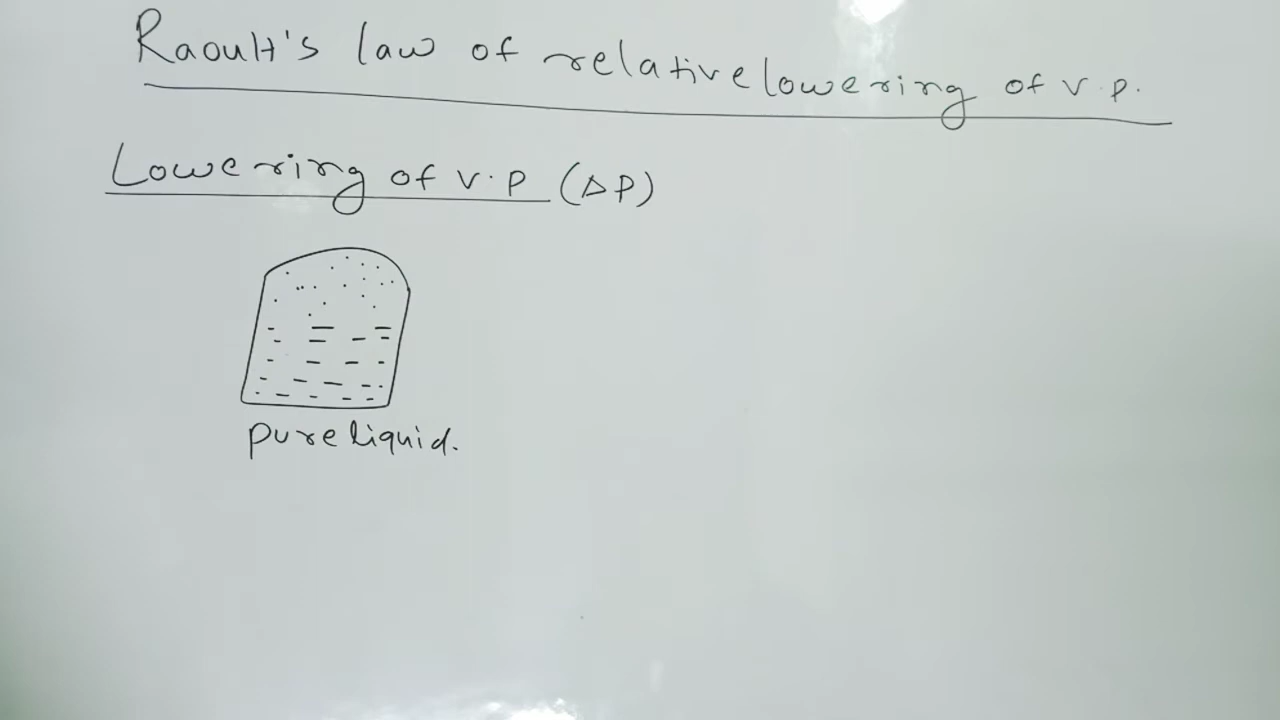 Raoult's law of relative lowering of v.p.
Lowering of v.p (ΔP)
pure liquid.